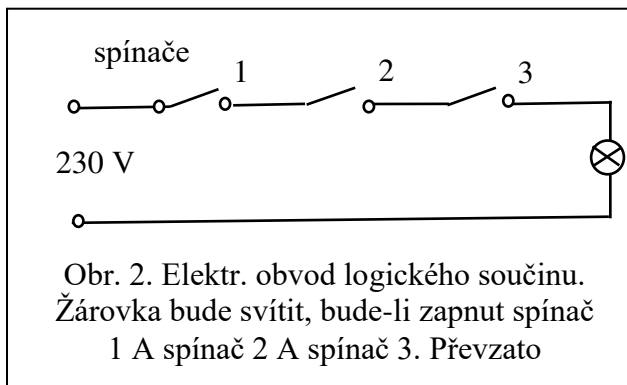 spínače
1 2 3
230 V
Obr. 2. Elektr. obvod logického součinu.
Žárovka bude svítit, bude-li zapnut spínač
1 A spínač 2 A spínač 3. Převzato